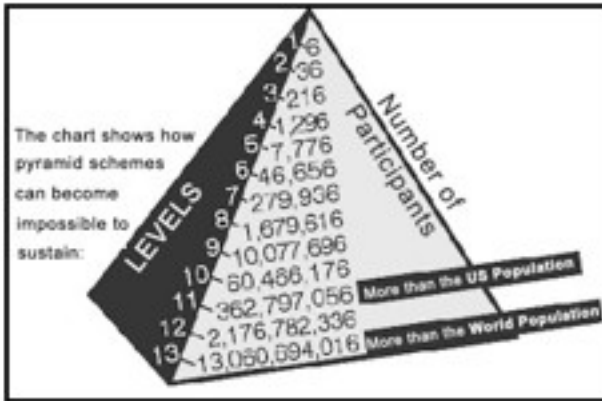 The chart shows how
pyramid schemes
can become
impossible to
sustain:
LEVELS
Number of
Participants
1 6
2 36
3 216
4 1,296
5 7,776
6 46,656
7 279,936
8 1,679,616
9 10,077,696
10 60,466,176
11 362,797,056
More than the US Population
12 2,176,782,336
13 13,060,694,016
More than the World Population